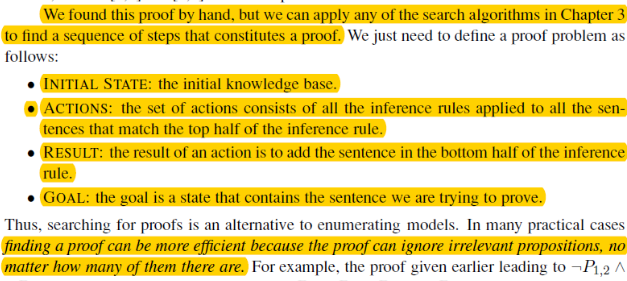 We found this proof by hand, but we can apply any of the search algorithms in Chapter 3
to find a sequence of steps that constitutes a proof. We just need to define a proof problem as
follows:
• INITIAL STATE: the initial knowledge base.
• ACTIONS: the set of actions consists of all the inference rules applied to all the sen-
tences that match the top half of the inference rule.
• RESULT: the result of an action is to add the sentence in the bottom half of the inference
rule.
• GOAL: the goal is a state that contains the sentence we are trying to prove.
Thus, searching for proofs is an alternative to enumerating models. In many practical cases
finding a proof can be more efficient because the proof can ignore irrelevant propositions, no
matter how many of them there are. For example, the proof given earlier leading to ¬P₁,₂ ∧